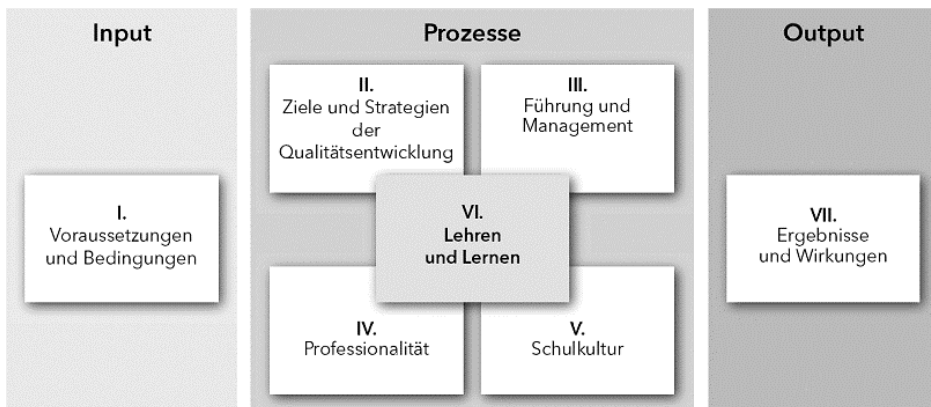 Input
I.
Voraussetzungen
und Bedingungen
Prozesse
II.
Ziele und Strategien
der
Qualitätsentwicklung
III.
Führung und
Management
VI.
Lehren
und Lernen
IV.
Professionalität
V.
Schulkultur
Output
VII.
Ergebnisse
und Wirkungen